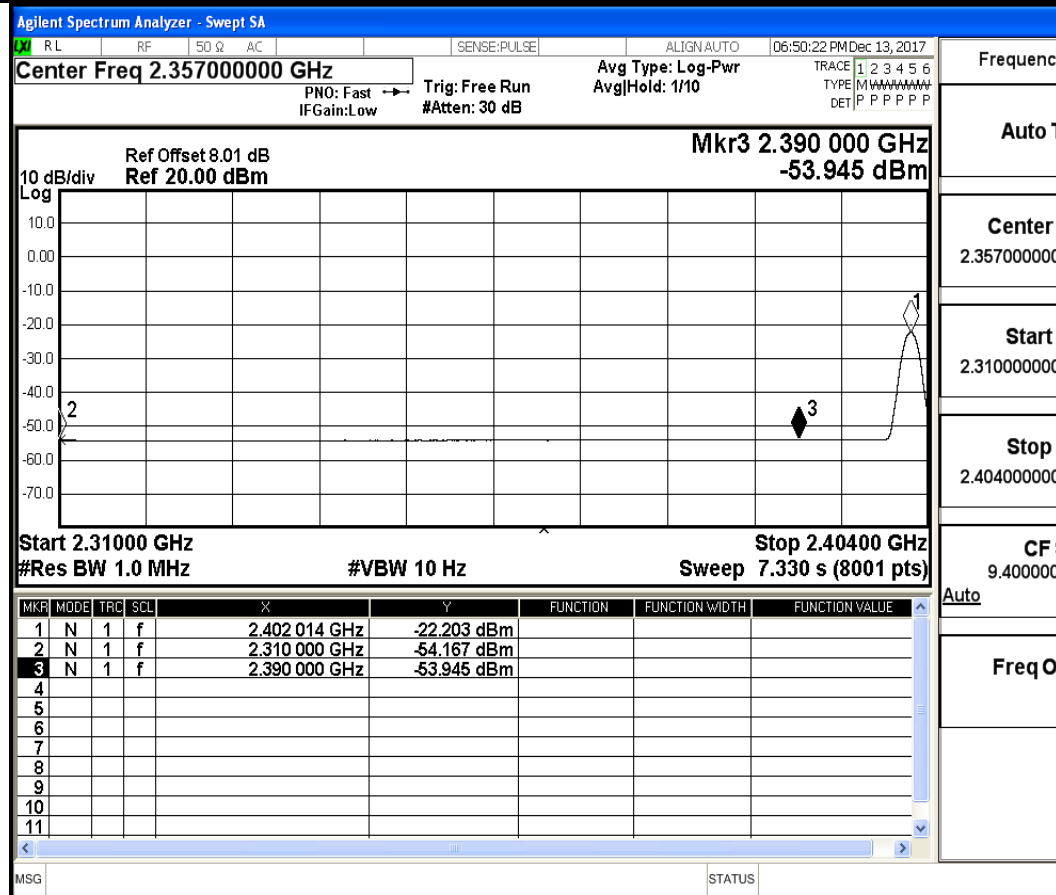 Agilent Spectrum Analyzer - Swept SA
LXI RL RF 50 Ω AC SENSE:PULSE ALIGN AUTO 06:50:22 PM Dec 13, 2017
Center Freq 2.357000000 GHz
PNO: Fast
IFGain:Low
Trig: Free Run
#Atten: 30 dB
Avg Type: Log-Pwr
Avg|Hold: 1/10
TRACE 1 2 3 4 5 6
TYPE M WWWWW
DET P P P P P P
Mkr3 2.390 000 GHz
-53.945 dBm
Ref Offset 8.01 dB
10 dB/div Ref 20.00 dBm
Log
10.0
0.00
-10.0
-20.0
-30.0
-40.0
-50.0
-60.0
-70.0
1
2
3
Start 2.31000 GHz Stop 2.40400 GHz
#Res BW 1.0 MHz #VBW 10 Hz Sweep 7.330 s (8001 pts)
MKR MODE TRC SCL X Y FUNCTION FUNCTION WIDTH FUNCTION VALUE
1 N 1 f 2.402 014 GHz -22.203 dBm
2 N 1 f 2.310 000 GHz -54.167 dBm
3 N 1 f 2.390 000 GHz -53.945 dBm
4
5
6
7
8
9
10
11
MSG STATUS
Frequenc
Auto T
Center
2.357000000
Start
2.310000000
Stop
2.404000000
CF
9.400000
Auto
Freq O